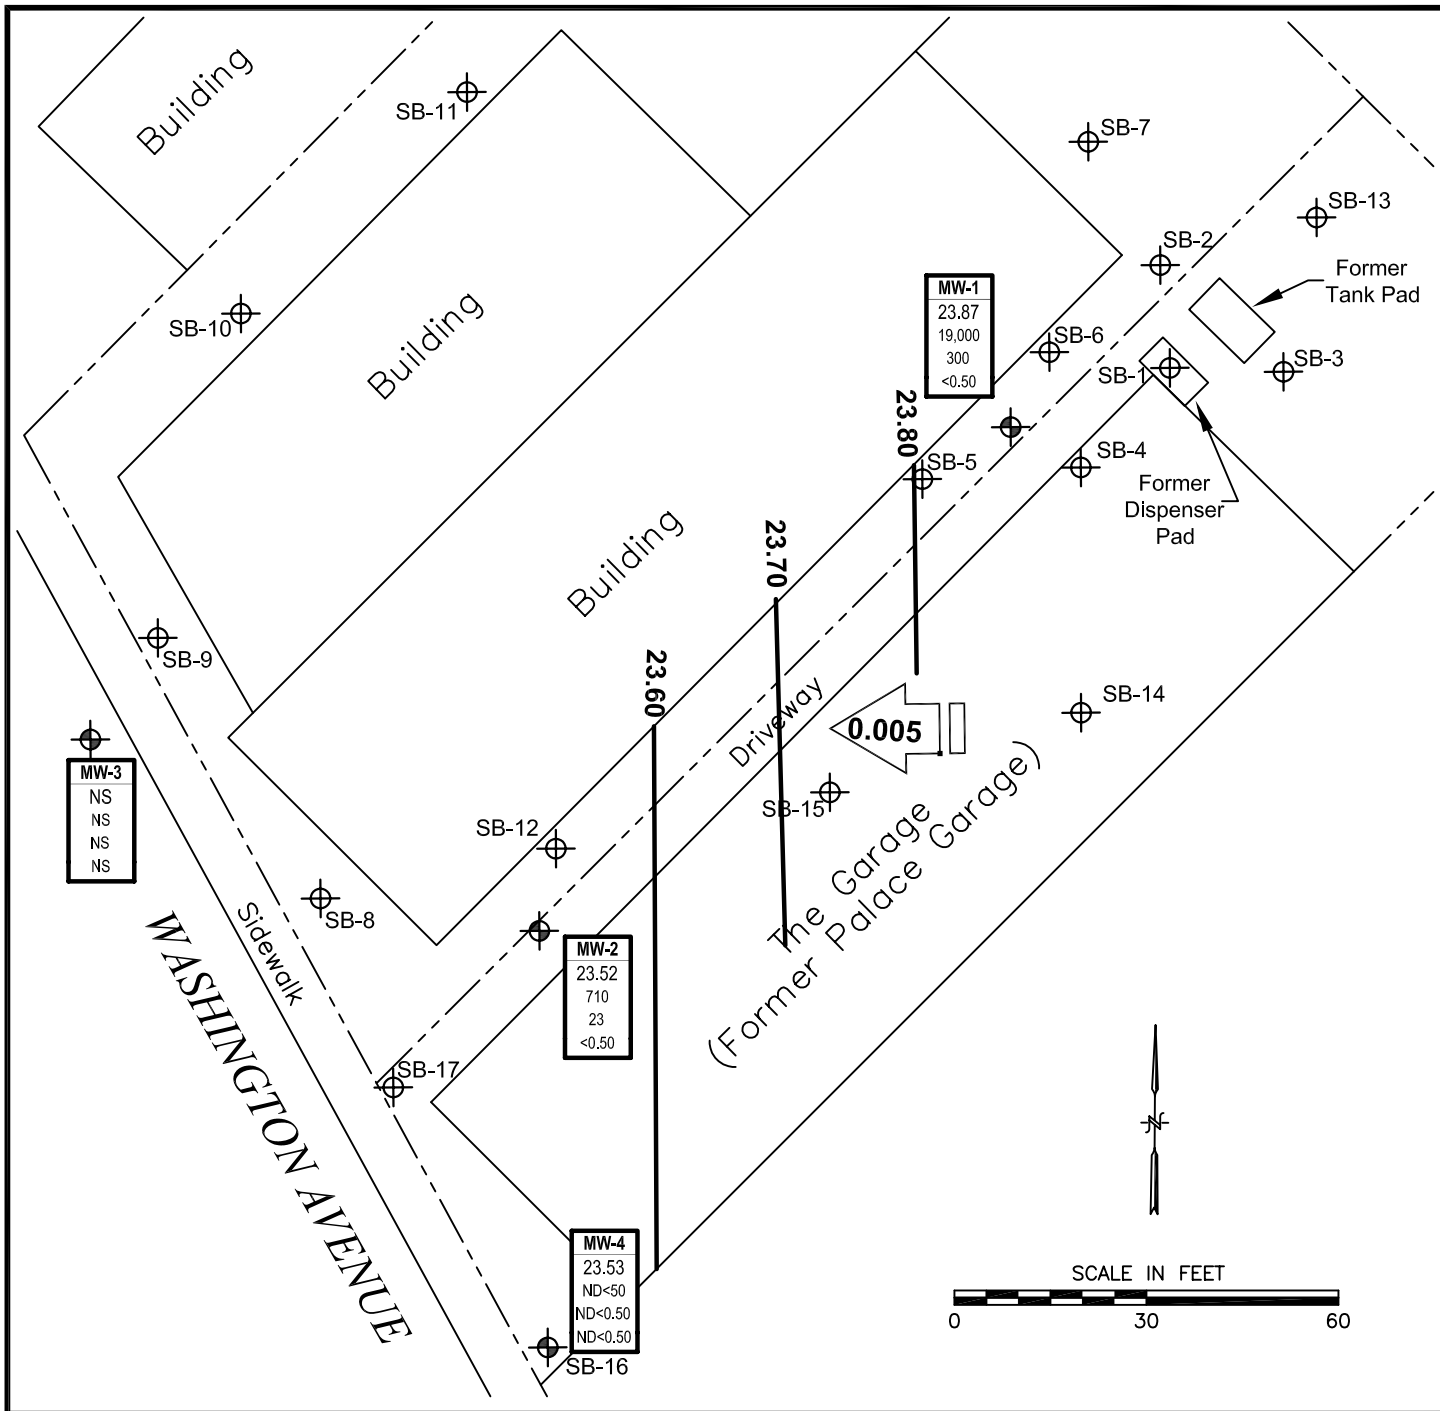 Building
SB-11
SB-7
SB-13
SB-2
Former
Tank Pad
MW-1
23.87
19,000
300
<0.50
SB-10
Building
SB-6
SB-1
SB-3
23.80
SB-5
SB-4
Former
Dispenser
Pad
23.70
Building
23.60
SB-9
SB-14
Driveway
0.005
MW-3
NS
NS
NS
NS
SB-15
SB-12
The Garage
(Former Palace Garage)
SB-8
Sidewalk
WASHINGTON AVENUE
MW-2
23.52
710
23
<0.50
SB-17
N
MW-4
23.53
ND<50
ND<0.50
ND<0.50
SB-16
SCALE IN FEET
0 30 60